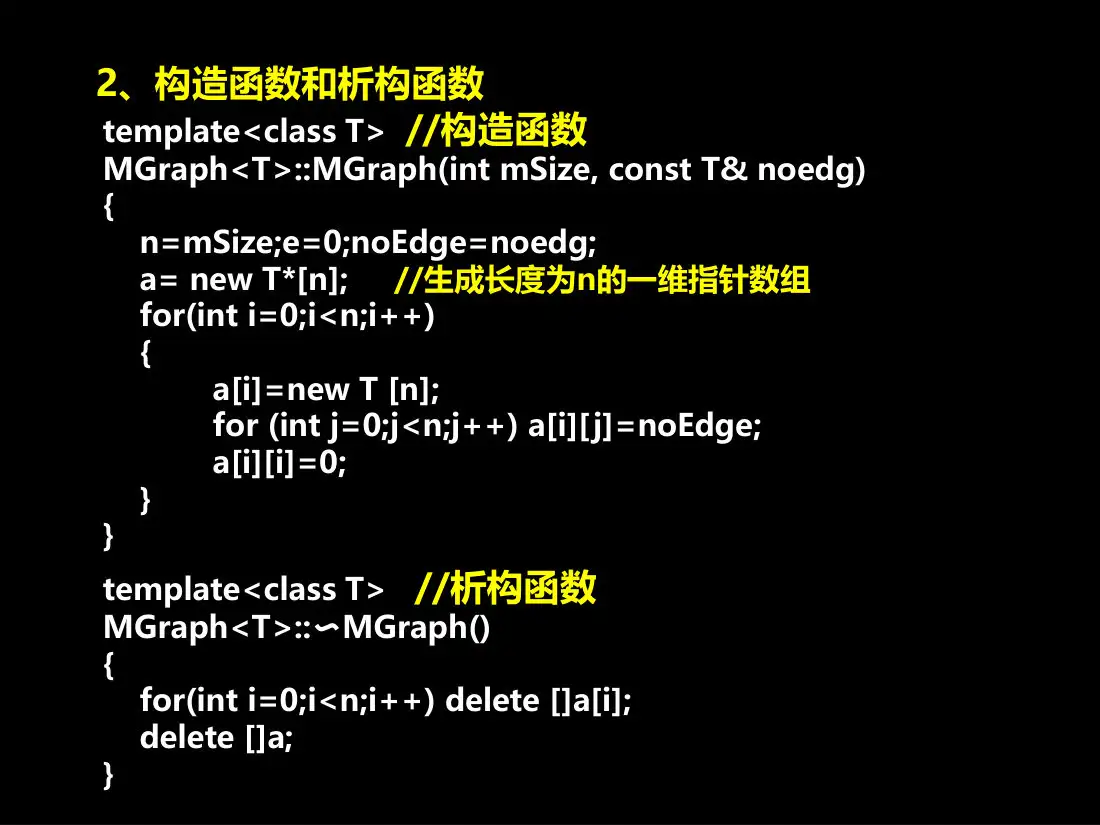 2、构造函数和析构函数
template<class T> //构造函数
MGraph<T>::MGraph(int mSize, const T& noedg)
{
n=mSize;e=0;noEdge=noedg;
a= new T*[n]; //生成长度为n的一维指针数组
for(int i=0;i<n;i++)
{
a[i]=new T [n];
for (int j=0;j<n;j++) a[i][j]=noEdge;
a[i][i]=0;
}
}
template<class T> //析构函数
MGraph<T>::∽MGraph()
{
for(int i=0;i<n;i++) delete []a[i];
delete []a;
}